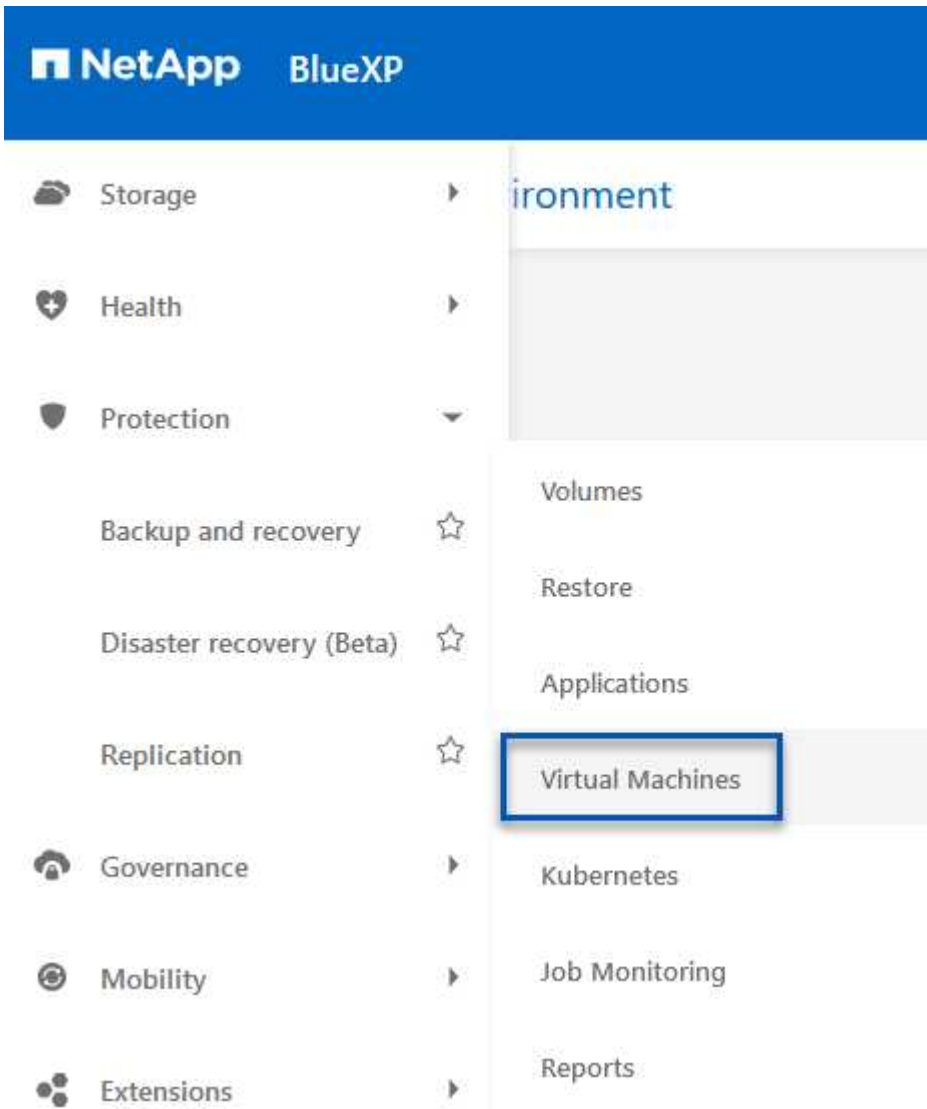 NetApp BlueXP
Storage
ironment
Health
Protection
Volumes
Backup and recovery
Restore
Disaster recovery (Beta)
Applications
Replication
Virtual Machines
Governance
Kubernetes
Mobility
Job Monitoring
Extensions
Reports